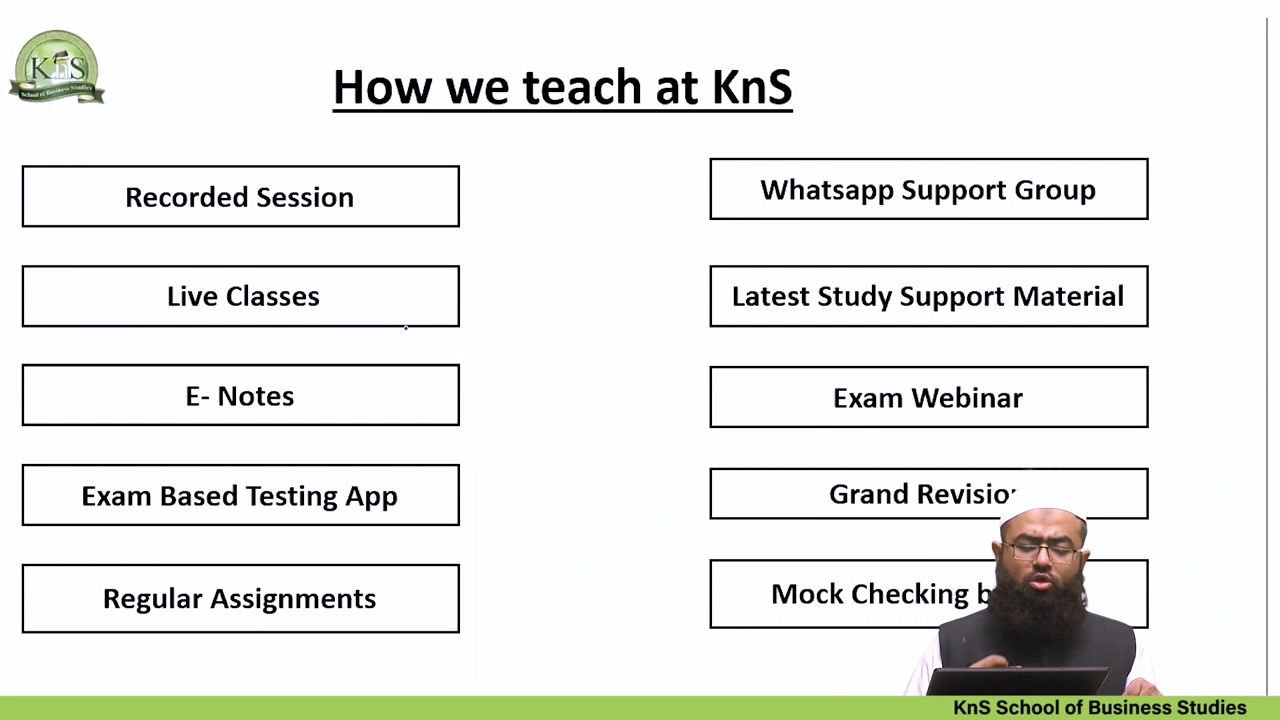 KnS
School of Business Studies
How we teach at KnS
Recorded Session
Live Classes
E- Notes
Exam Based Testing App
Regular Assignments
Whatsapp Support Group
Latest Study Support Material
Exam Webinar
Grand Revision
Mock Checking
KnS School of Business Studies